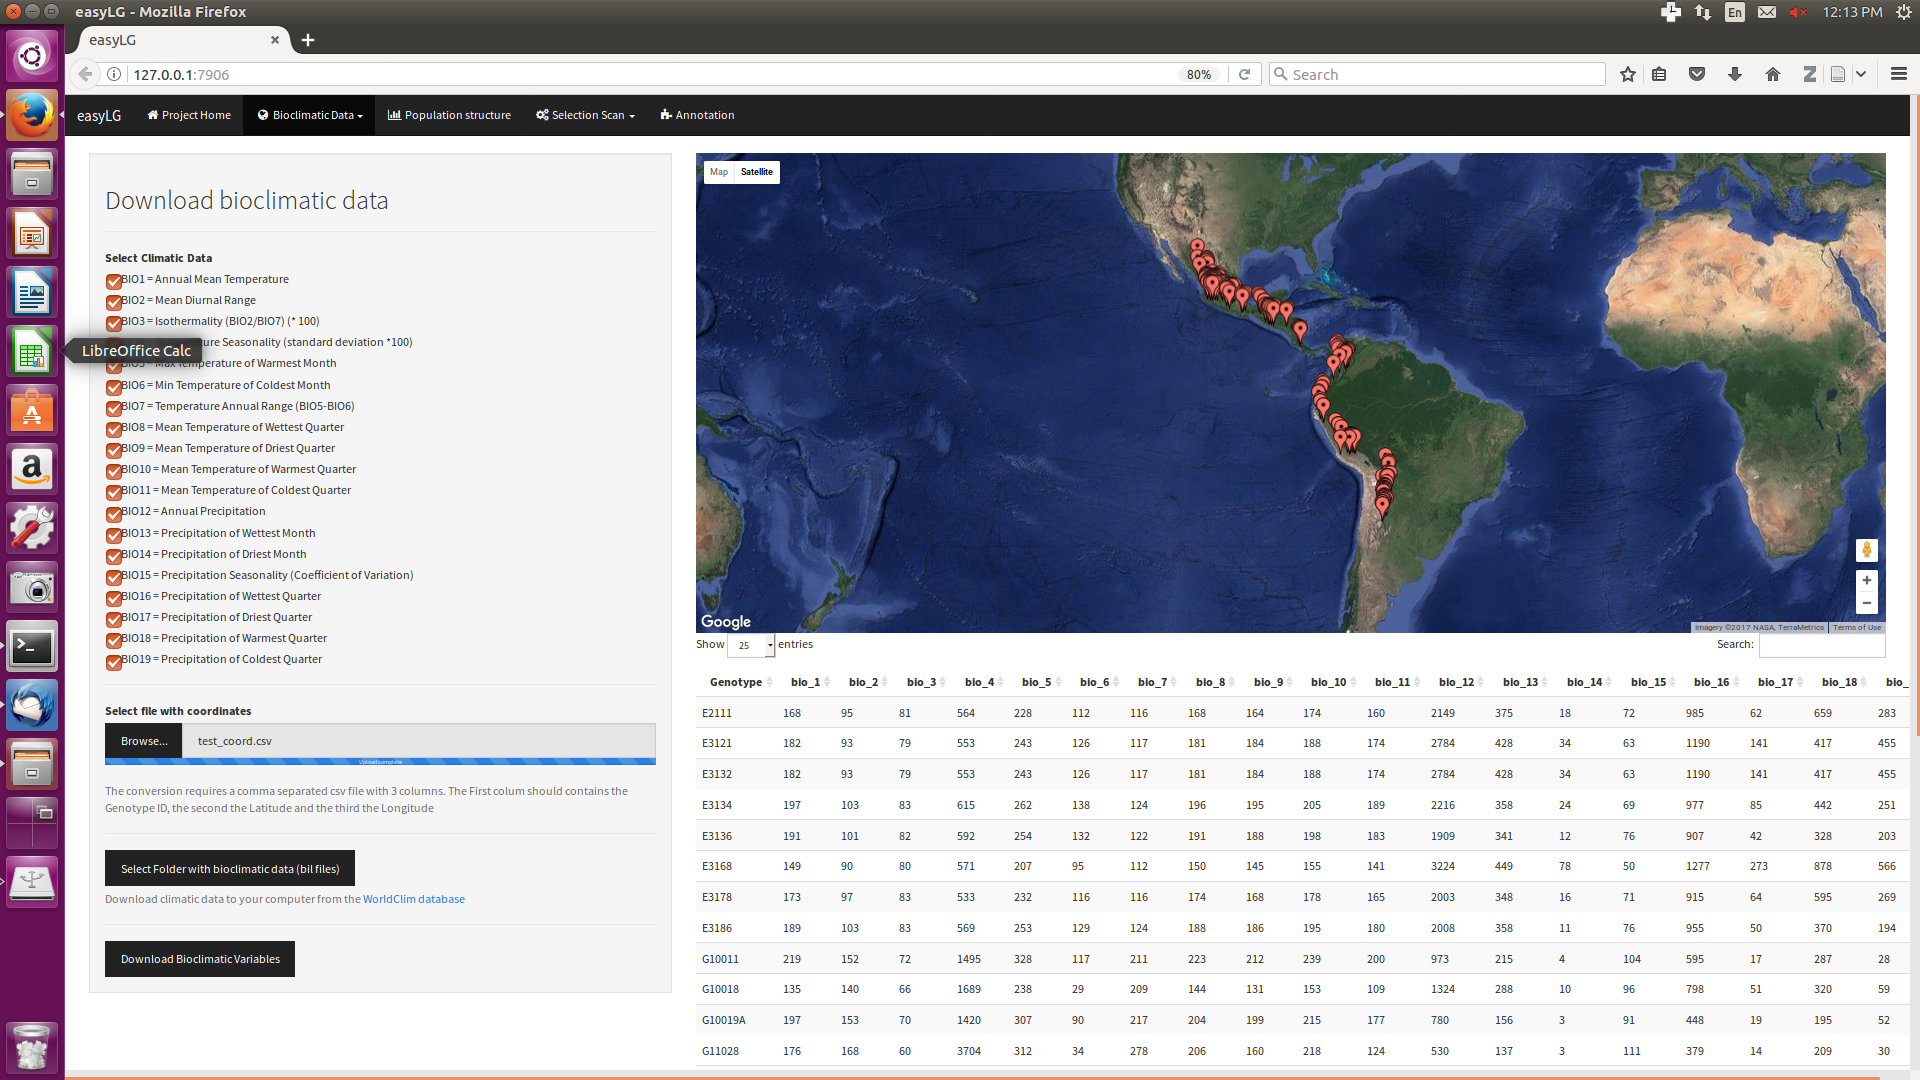 easyLG - Mozilla Firefox
En
12:13 PM
easyLG
127.0.0.1:7906
80%
Search
easyLG
Project Home
Bioclimatic Data
Population structure
Selection Scan
Annotation
Download bioclimatic data
Select Climatic Data
BIO1 = Annual Mean Temperature
BIO2 = Mean Diurnal Range
BIO3 = Isothermality (BIO2/BIO7) (* 100)
ure Seasonality (standard deviation *100)
LibreOffice Calc
BIO5 = Max Temperature of Warmest Month
BIO6 = Min Temperature of Coldest Month
BIO7 = Temperature Annual Range (BIO5-BIO6)
BIO8 = Mean Temperature of Wettest Quarter
BIO9 = Mean Temperature of Driest Quarter
BIO10 = Mean Temperature of Warmest Quarter
BIO11 = Mean Temperature of Coldest Quarter
BIO12 = Annual Precipitation
BIO13 = Precipitation of Wettest Month
BIO14 = Precipitation of Driest Month
BIO15 = Precipitation Seasonality (Coefficient of Variation)
BIO16 = Precipitation of Wettest Quarter
BIO17 = Precipitation of Driest Quarter
BIO18 = Precipitation of Warmest Quarter
BIO19 = Precipitation of Coldest Quarter
Select file with coordinates
Browse... test_coord.csv
Upload complete
The conversion requires a comma separated csv file with 3 columns. The First colum should contains the
Genotype ID, the second the Latitude and the third the Longitude
Select Folder with bioclimatic data (bil files)
Download climatic data to your computer from the WorldClim database
Download Bioclimatic Variables
Map Satellite
Google
Imagery ©2017 NASA, TerraMetrics Terms of Use
Show 25 entries
Search:
Genotype bio_1 bio_2 bio_3 bio_4 bio_5 bio_6 bio_7 bio_8 bio_9 bio_10 bio_11 bio_12 bio_13 bio_14 bio_15 bio_16 bio_17 bio_18 bio_
E2111 168 95 81 564 228 112 116 168 164 174 160 2149 375 18 72 985 62 659 283
E3121 182 93 79 553 243 126 117 181 184 188 174 2784 428 34 63 1190 141 417 455
E3132 182 93 79 553 243 126 117 181 184 188 174 2784 428 34 63 1190 141 417 455
E3134 197 103 83 615 262 138 124 196 195 205 189 2216 358 24 69 977 85 442 251
E3136 191 101 82 592 254 132 122 191 188 198 183 1909 341 12 76 907 42 328 203
E3168 149 90 80 571 207 95 112 150 145 155 141 3224 449 78 50 1277 273 878 566
E3178 173 97 83 533 232 116 116 174 168 178 165 2003 348 16 71 915 64 595 269
E3186 189 103 83 569 253 129 124 188 186 195 180 2008 358 11 76 955 50 370 194
G10011 219 152 72 1495 328 117 211 223 212 239 200 973 215 4 104 595 17 287 28
G10018 135 140 66 1689 238 29 209 144 131 153 109 1324 288 10 96 798 51 320 59
G10019A 197 153 70 1420 307 90 217 204 199 215 177 780 156 3 91 448 19 195 52
G11028 176 168 60 3704 312 34 278 206 160 218 124 530 137 3 111 379 14 209 30